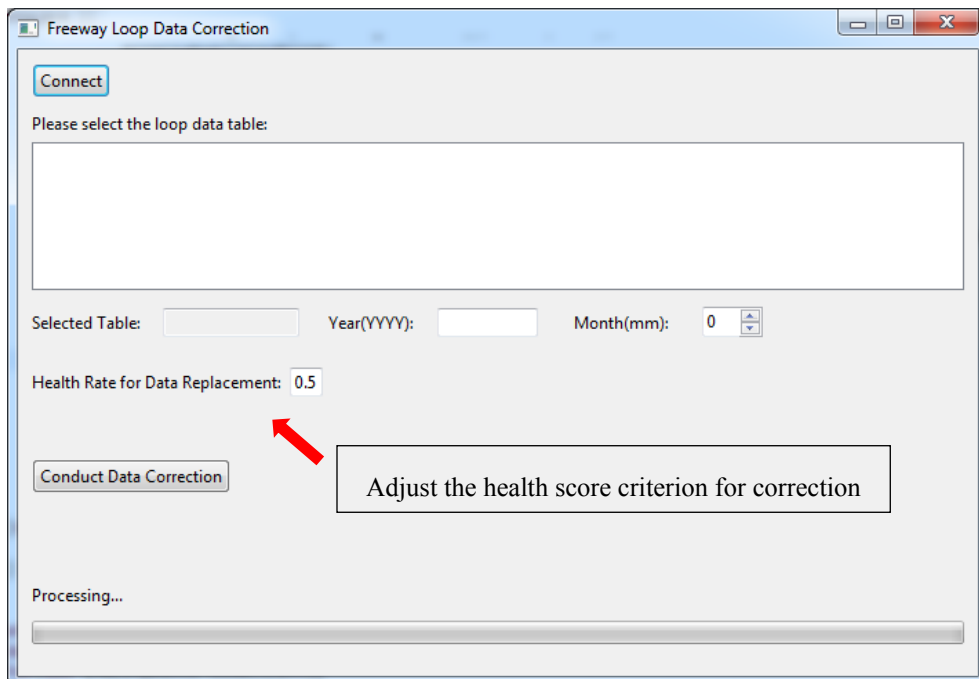 Freeway Loop Data Correction
Connect
Please select the loop data table:
Selected Table: Year(YYYY): Month(mm): 0
Health Rate for Data Replacement: 0.5
Adjust the health score criterion for correction
Conduct Data Correction
Processing...